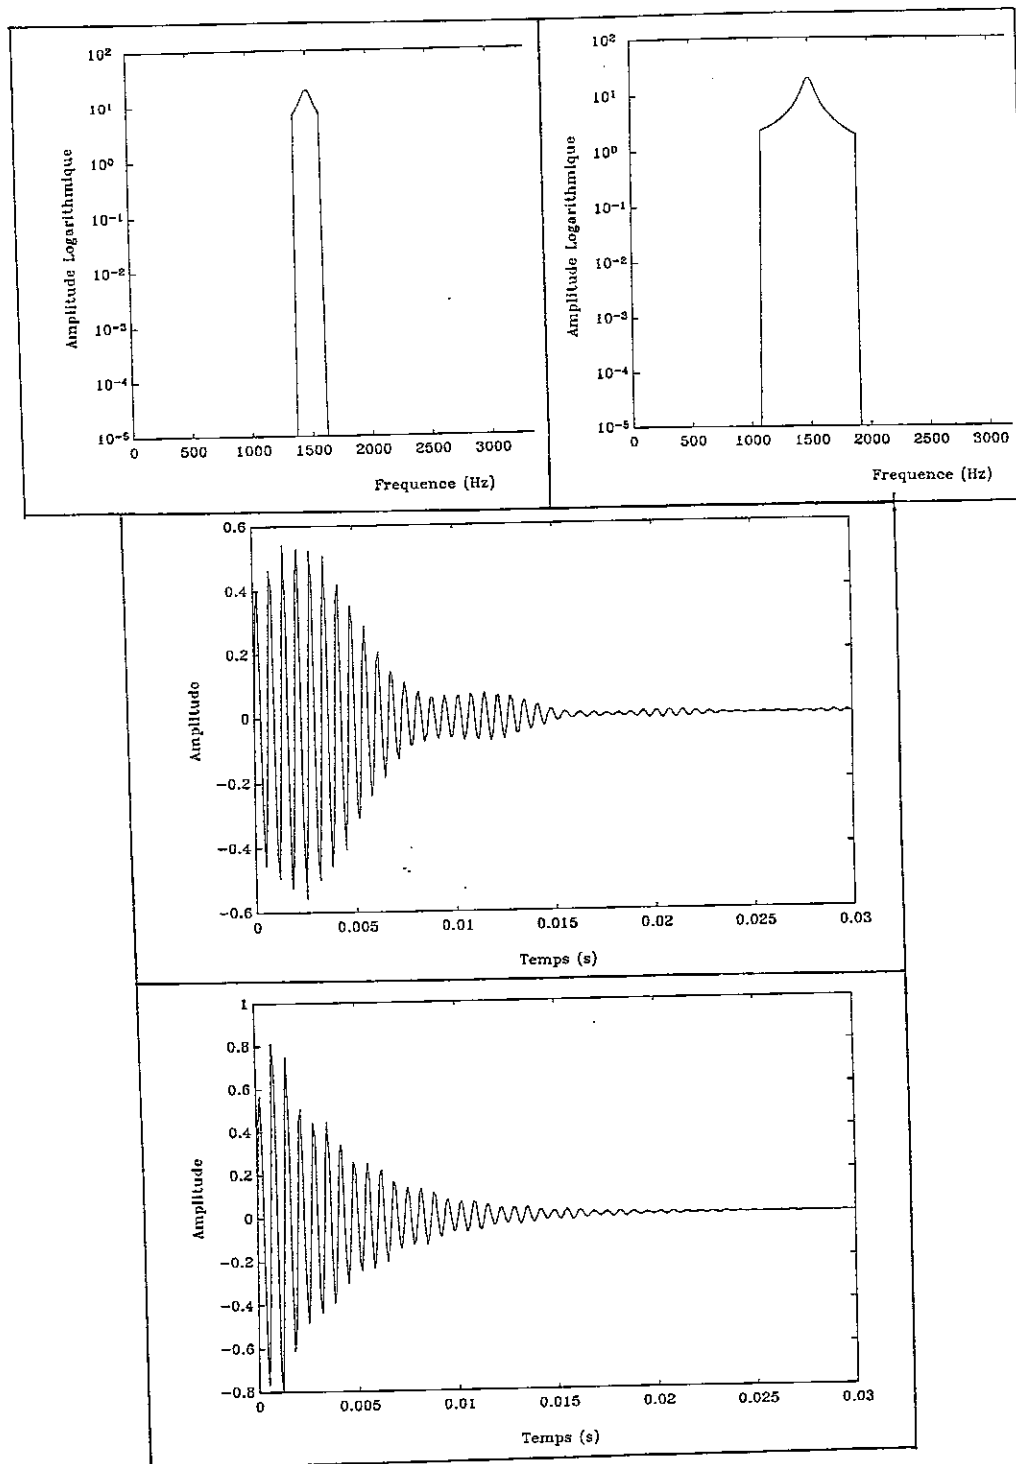 10²
10¹
10⁰
10⁻¹
10⁻²
10⁻³
10⁻⁴
10⁻⁵
Amplitude Logarithmique
0 500 1000 1500 2000 2500 3000
Frequence (Hz)
10²
10¹
10⁰
10⁻¹
10⁻²
10⁻³
10⁻⁴
10⁻⁵
Amplitude Logarithmique
0 500 1000 1500 2000 2500 3000
Frequence (Hz)
0.6
0.4
0.2
0
−0.2
−0.4
−0.6
Amplitude
0 0.005 0.01 0.015 0.02 0.025 0.03
Temps (s)
1
0.8
0.6
0.4
0.2
0
−0.2
−0.4
−0.6
−0.8
Amplitude
0 0.005 0.01 0.015 0.02 0.025 0.03
Temps (s)